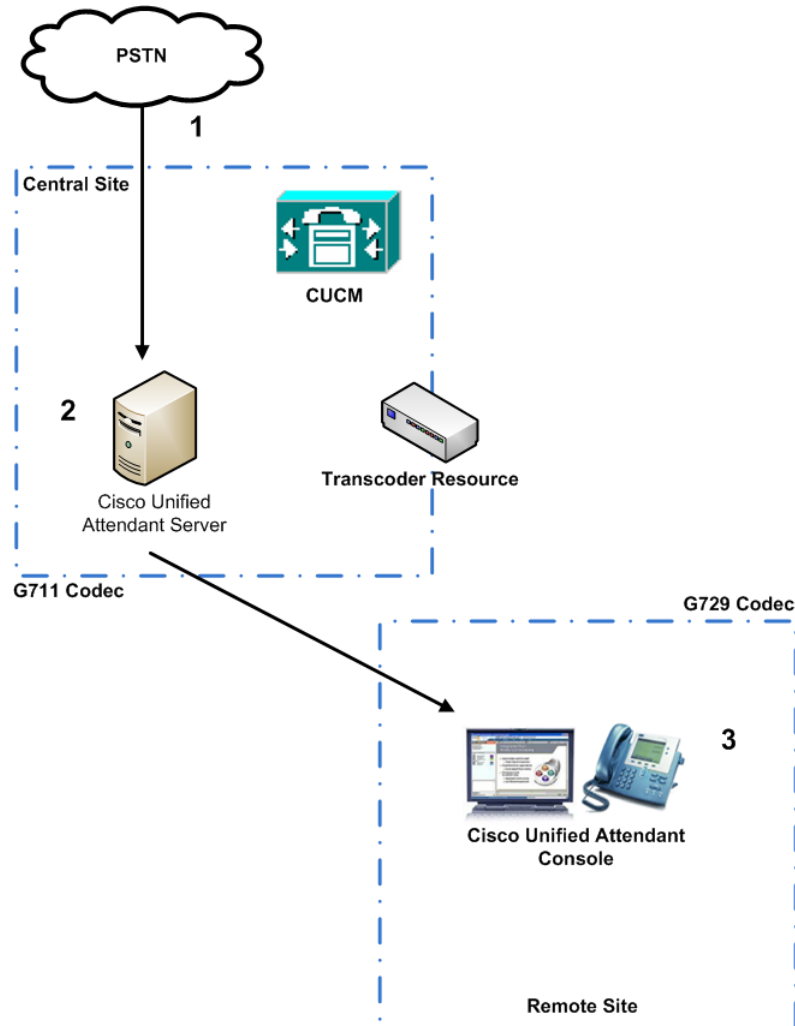 PSTN
1
Central Site
CUCM
2
Transcoder Resource
Cisco Unified
Attendant Server
G711 Codec
G729 Codec
3
Cisco Unified Attendant
Console
Remote Site